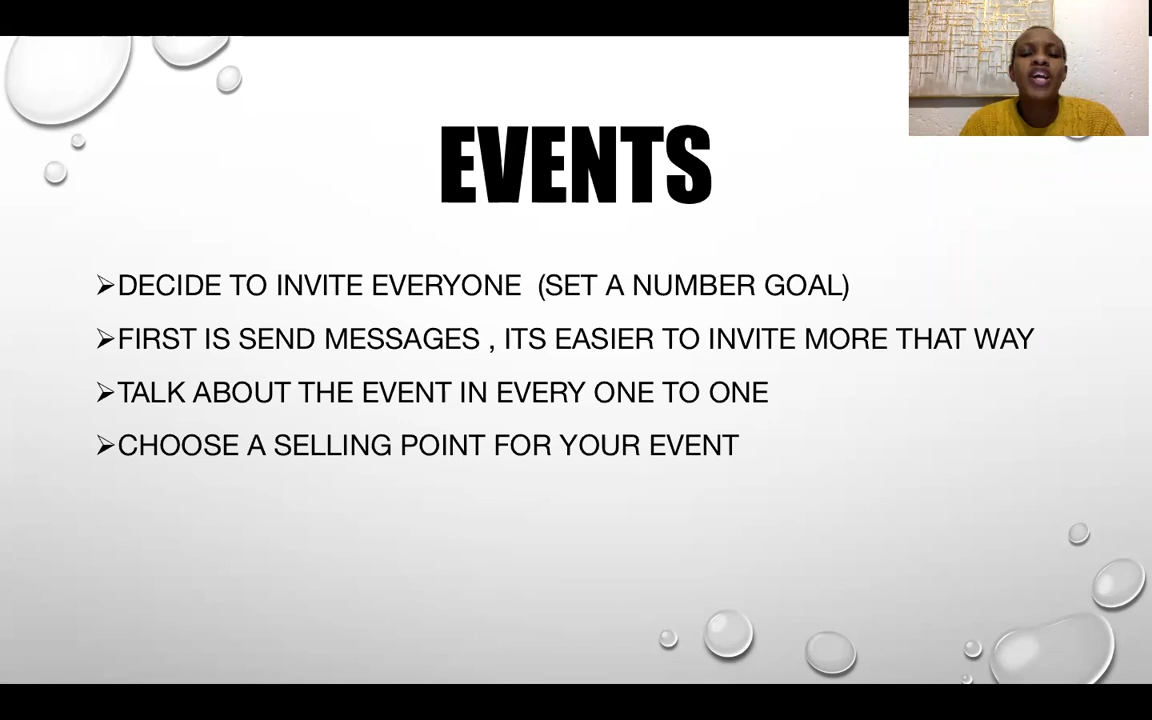 EVENTS
➢DECIDE TO INVITE EVERYONE  (SET A NUMBER GOAL)
➢FIRST IS SEND MESSAGES , ITS EASIER TO INVITE MORE THAT WAY
➢TALK ABOUT THE EVENT IN EVERY ONE TO ONE
➢CHOOSE A SELLING POINT FOR YOUR EVENT